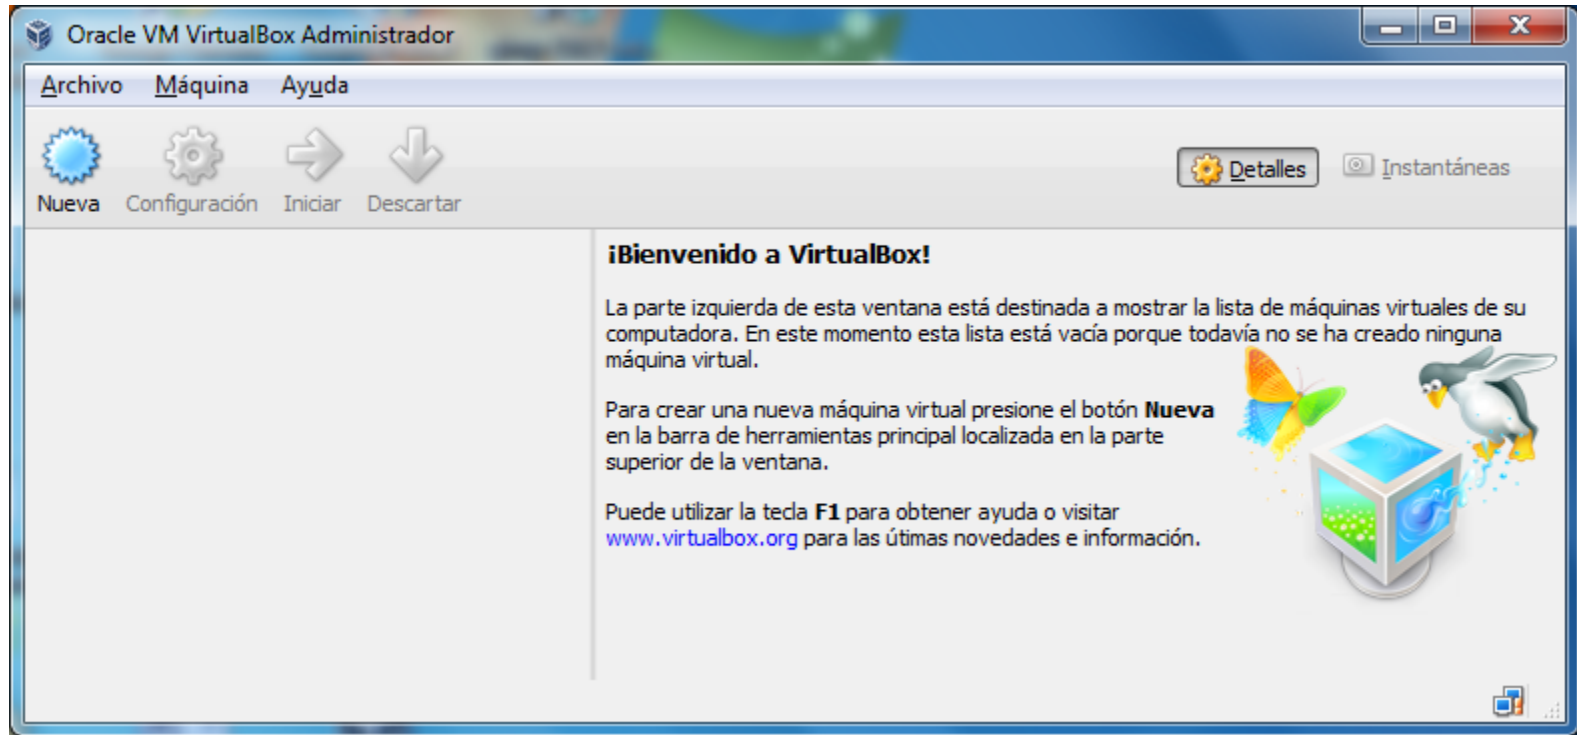 Oracle VM VirtualBox Administrador
Archivo Máquina Ayuda
Nueva Configuración Iniciar Descartar
Detalles Instantáneas
¡Bienvenido a VirtualBox!
La parte izquierda de esta ventana está destinada a mostrar la lista de máquinas virtuales de su
computadora. En este momento esta lista está vacía porque todavía no se ha creado ninguna
máquina virtual.
Para crear una nueva máquina virtual presione el botón Nueva
en la barra de herramientas principal localizada en la parte
superior de la ventana.
Puede utilizar la tecla F1 para obtener ayuda o visitar
www.virtualbox.org para las útimas novedades e información.